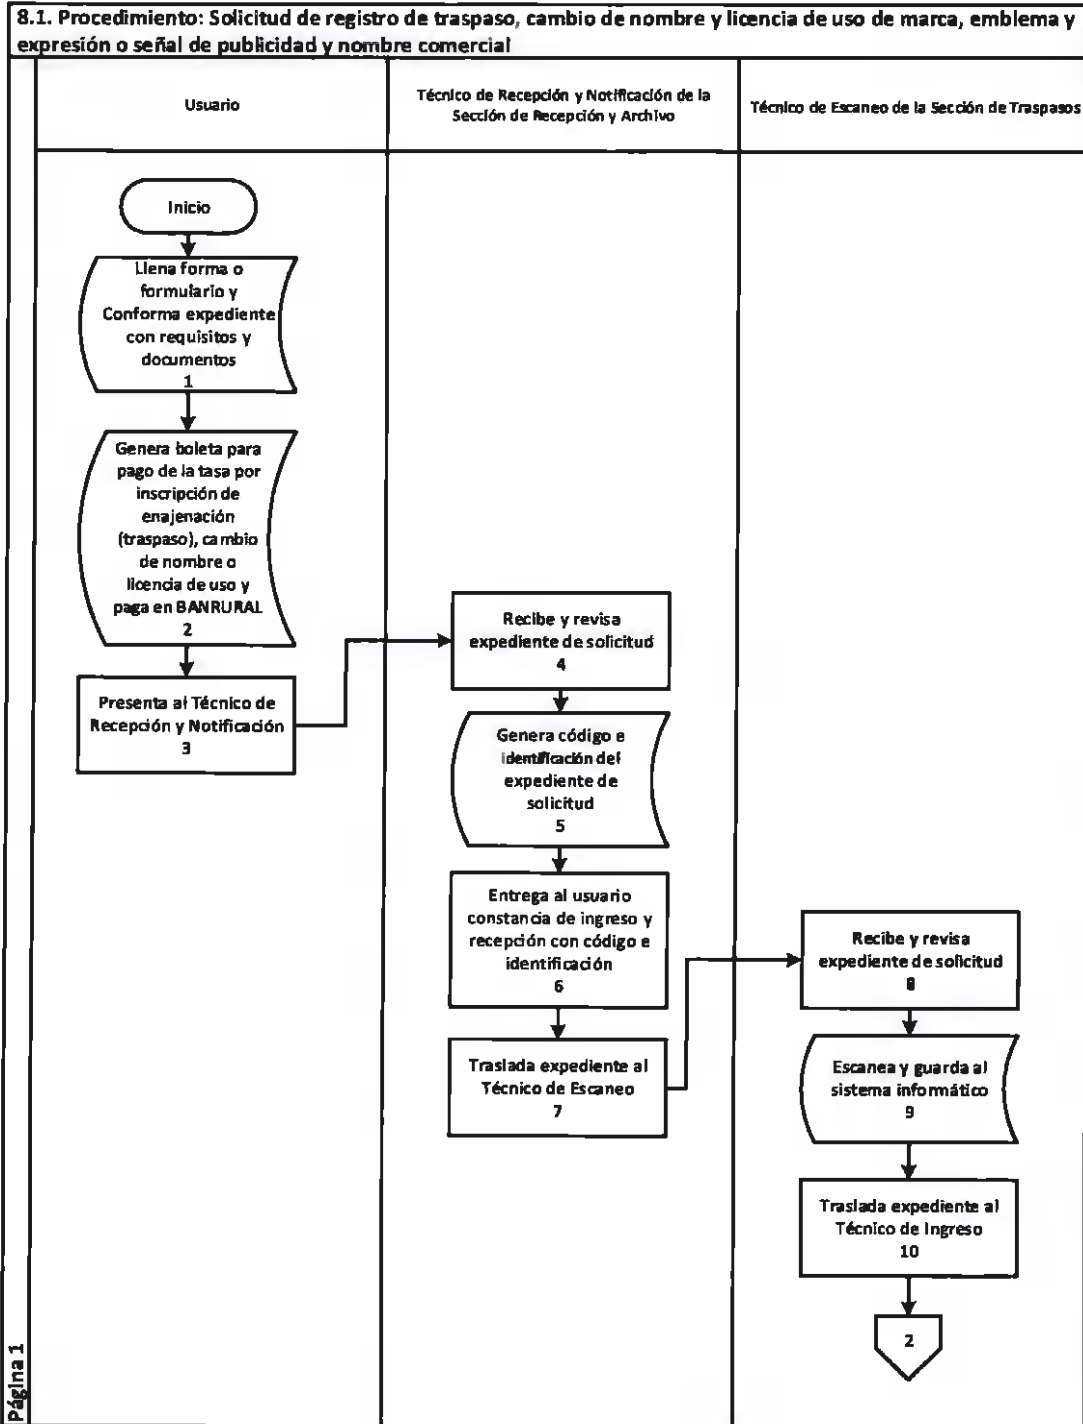 8.1. Procedimiento: Solicitud de registro de traspaso, cambio de nombre y licencia de uso de marca, emblema y
expresión o señal de publicidad y nombre comercial
Usuario
Técnico de Recepción y Notificación de la
Sección de Recepción y Archivo
Técnico de Escaneo de la Sección de Traspasos
Inicio
Llena forma o
formulario y
Conforma expediente
con requisitos y
documentos
1
Genera boleta para
pago de la tasa por
inscripción de
enajenación
(traspaso), cambio
de nombre o
licencia de uso y
paga en BANRURAL
2
Presenta al Técnico de
Recepción y Notificación
3
Recibe y revisa
expediente de solicitud
4
Genera código e
identificación del
expediente de
solicitud
5
Entrega al usuario
constancia de ingreso y
recepción con código e
identificación
6
Traslada expediente al
Técnico de Escaneo
7
Recibe y revisa
expediente de solicitud
8
Escanea y guarda al
sistema informático
9
Traslada expediente al
Técnico de Ingreso
10
2
Página 1